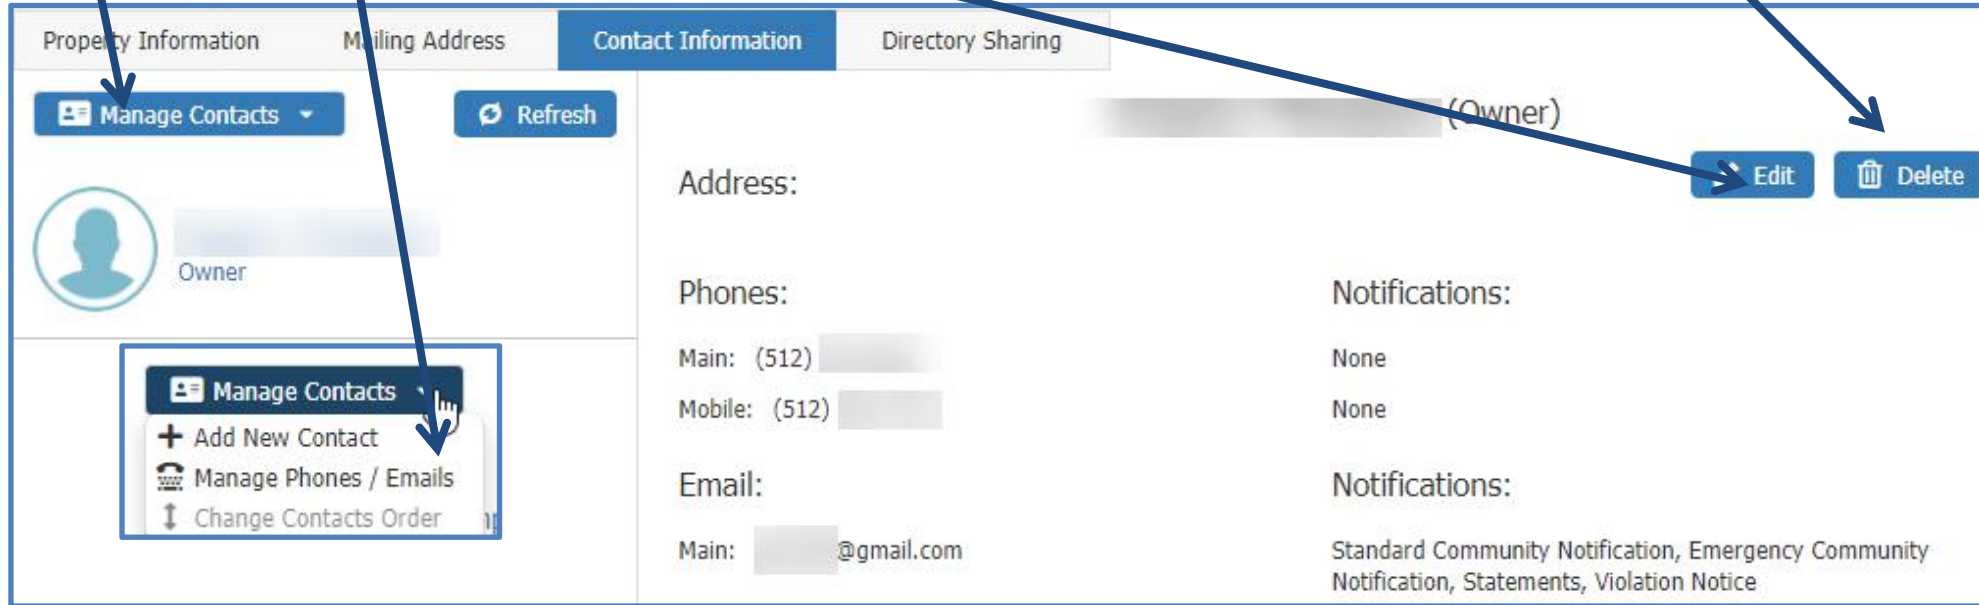 Property Information Mailing Address Contact Information Directory Sharing
Manage Contacts Refresh
(Owner)
Edit Delete
Owner
Address:
Phones: Notifications:
Main: (512) None
Mobile: (512) None
Email: Notifications:
Main: @gmail.com Standard Community Notification, Emergency Community
Notification, Statements, Violation Notice
Manage Contacts
Add New Contact
Manage Phones / Emails
Change Contacts Order